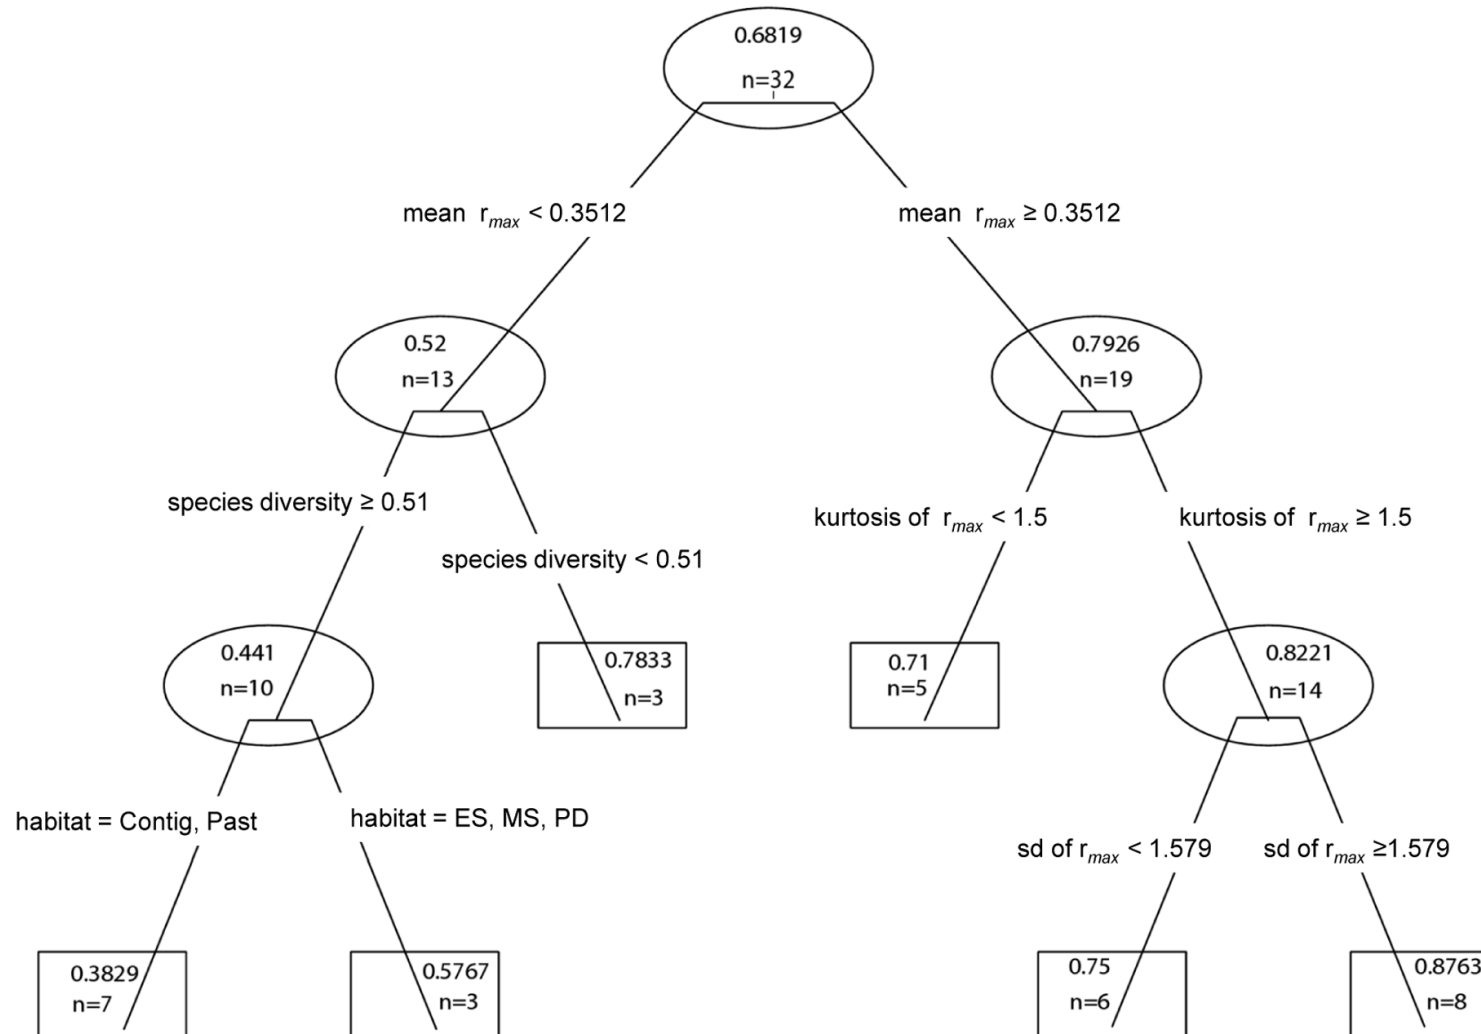 0.6819
n=32
mean r_max < 0.3512
mean r_max ≥ 0.3512
0.52
n=13
0.7926
n=19
species diversity ≥ 0.51
species diversity < 0.51
kurtosis of r_max < 1.5
kurtosis of r_max ≥ 1.5
0.441
n=10
0.7833
n=3
0.71
n=5
0.8221
n=14
habitat = Contig, Past
habitat = ES, MS, PD
sd of r_max < 1.579
sd of r_max ≥1.579
0.3829
n=7
0.5767
n=3
0.75
n=6
0.8763
n=8